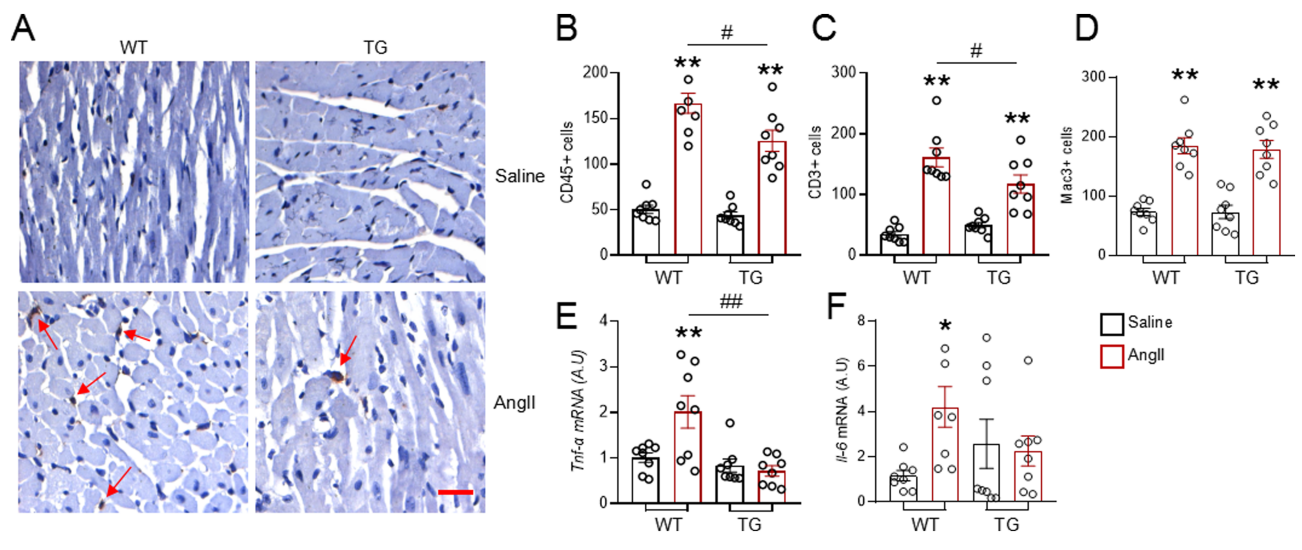 A
WT
TG
Saline
AngII
B
#
**
**
CD45+ cells
200
150
100
50
0
WT
TG
C
#
**
**
CD3+ cells
300
200
100
0
WT
TG
D
**
**
Mac3+ cells
300
200
100
0
WT
TG
E
##
**
Tnf-α mRNA (A.U)
4
3
2
1
0
WT
TG
F
*
Il-6 mRNA (A.U)
8
6
4
2
0
WT
TG
Saline
AngII